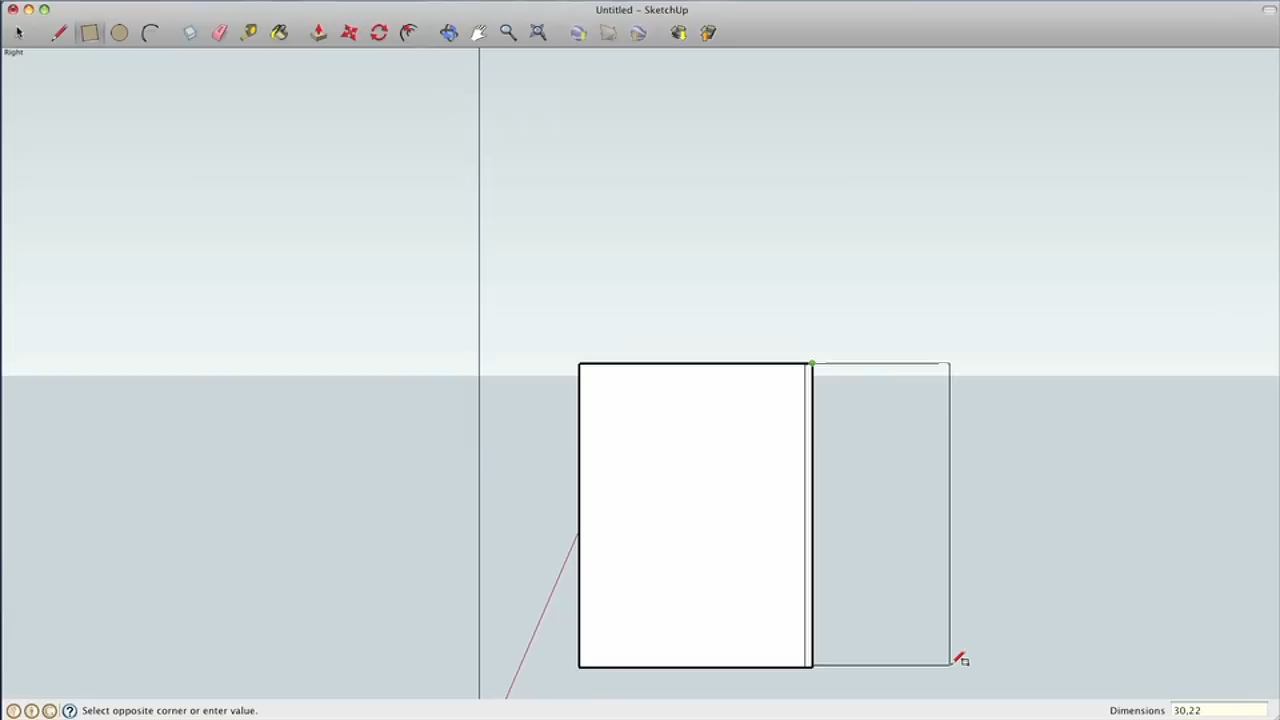 Untitled – SketchUp
Right
Select opposite corner or enter value.
Dimensions 30,22